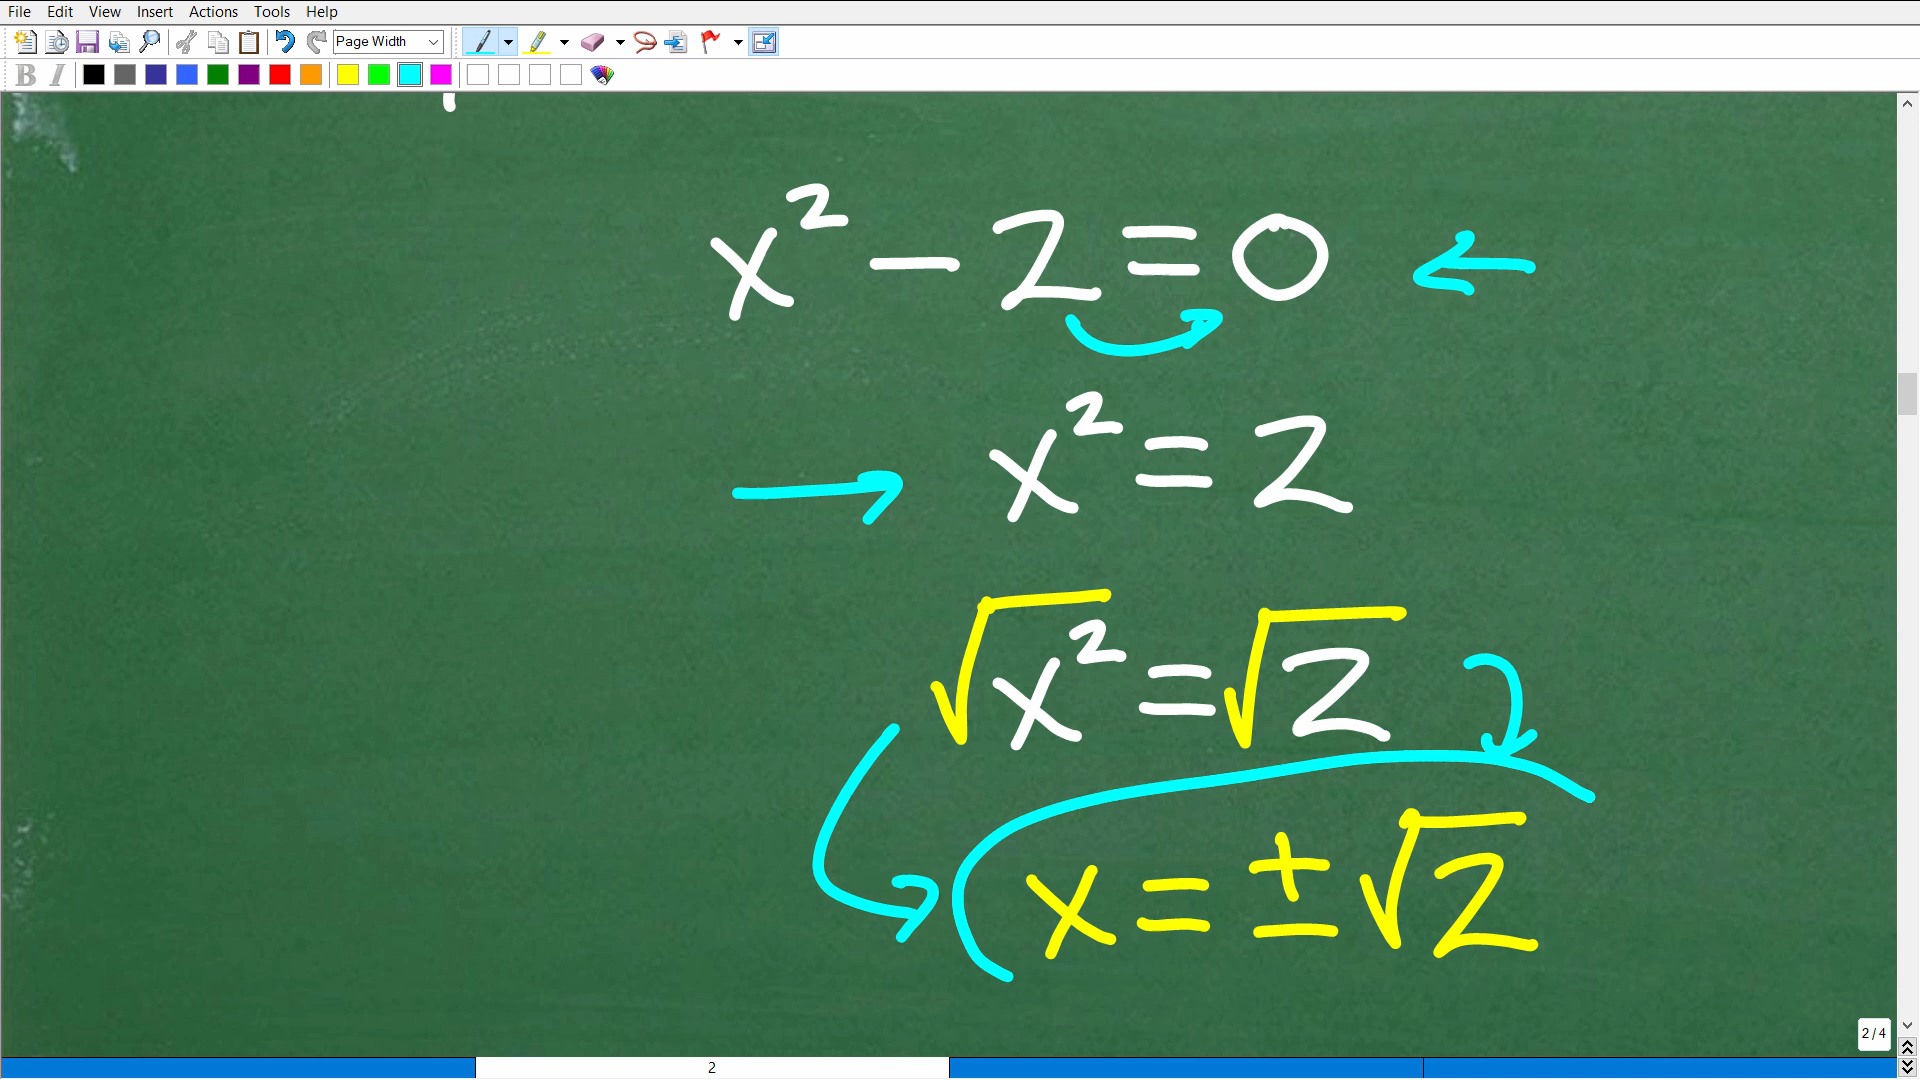 File Edit View Insert Actions Tools Help
Page Width
B I
x² − 2 = 0
x² = 2
√x² = √2
x = ±√2
2 / 4
2